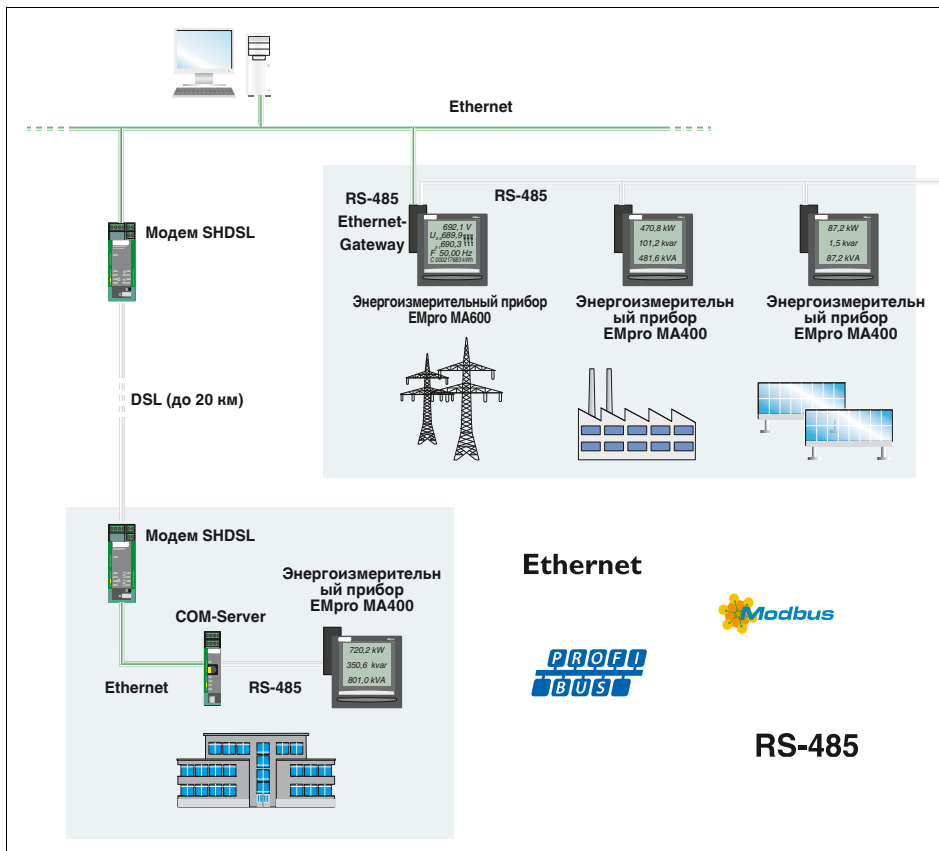 Ethernet
RS-485
Ethernet-
Gateway
RS-485
Модем SHDSL
692,1 V
689,9
690,3
F 50,00 Hz
C 000217683 kWh
470,8 kW
101,2 kvar
481,6 kVA
87,2 kW
1,5 kvar
87,2 kVA
Энергоизмерительный прибор
EMpro MA600
Энергоизмерительн
ый прибор
EMpro MA400
Энергоизмерительн
ый прибор
EMpro MA400
DSL (до 20 км)
Модем SHDSL
Энергоизмерительн
ый прибор
EMpro MA400
COM-Server
720,2 kW
350,6 kvar
801,0 kVA
Ethernet
RS-485
Ethernet
Modbus
PROFI
BUS
RS-485